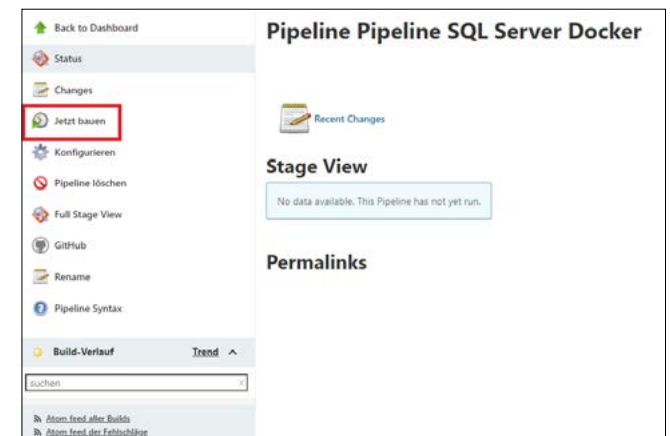 Back to Dashboard
Status
Changes
Jetzt bauen
Konfigurieren
Pipeline löschen
Full Stage View
GitHub
Rename
Pipeline Syntax
Build-Verlauf Trend
suchen x
Atom feed aller Builds
Atom feed der Fehlschläge
Pipeline Pipeline SQL Server Docker
Recent Changes
Stage View
No data available. This Pipeline has not yet run.
Permalinks